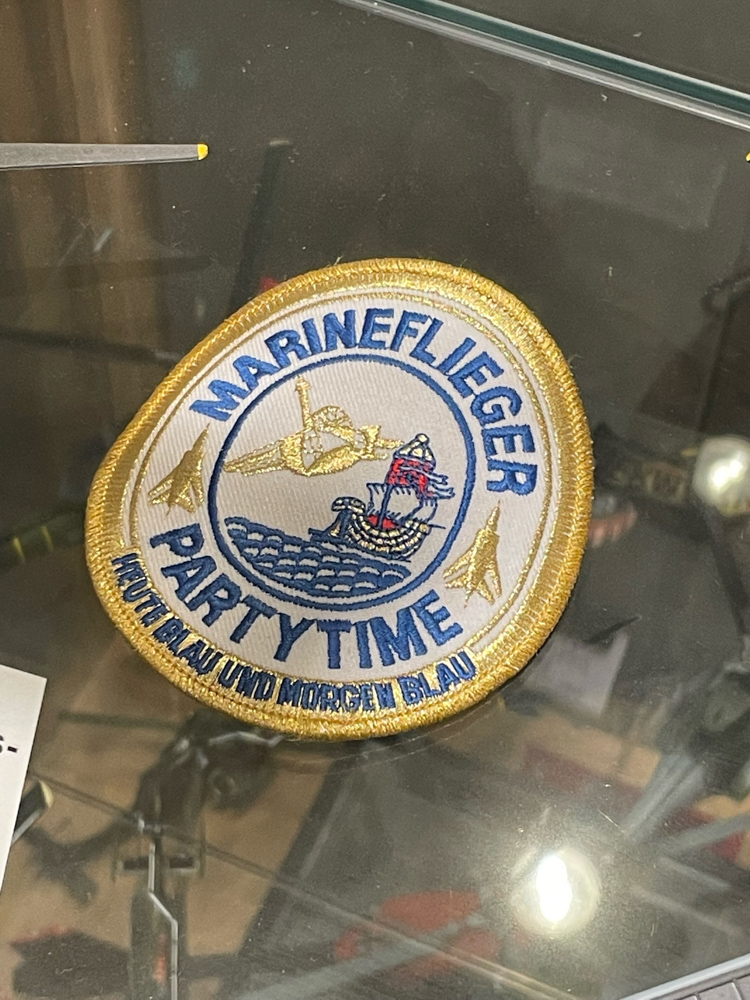 MARINEFLIEGER
PARTYTIME
HEUTE BLAU UND MORGEN BLAU